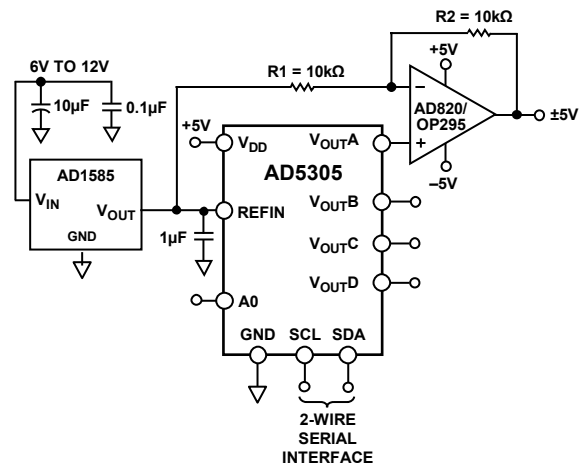 R2 = 10kΩ
6V TO 12V
R1 = 10kΩ
+5V
10µF
0.1µF
AD820/
OP295
±5V
+5V
–5V
AD1585
VIN
VOUT
GND
1µF
VDD
AD5305
REFIN
A0
VOUTA
VOUTB
VOUTC
VOUTD
GND
SCL
SDA
2-WIRE
SERIAL
INTERFACE